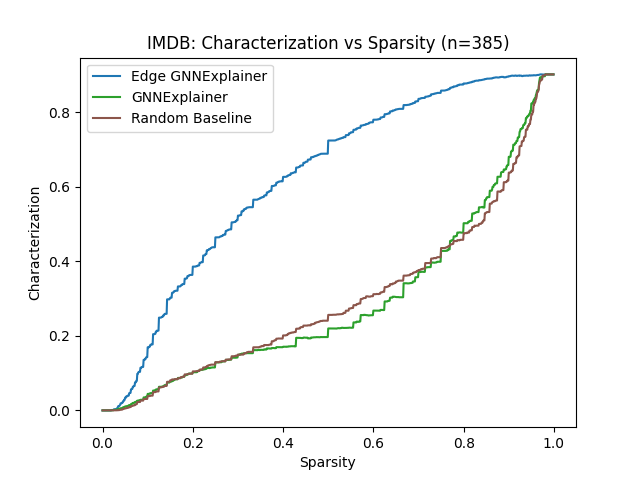 IMDB: Characterization vs Sparsity (n=385)
Edge GNNExplainer
GNNExplainer
Random Baseline
Characterization
0.8
0.6
0.4
0.2
0.0
0.0 0.2 0.4 0.6 0.8 1.0
Sparsity